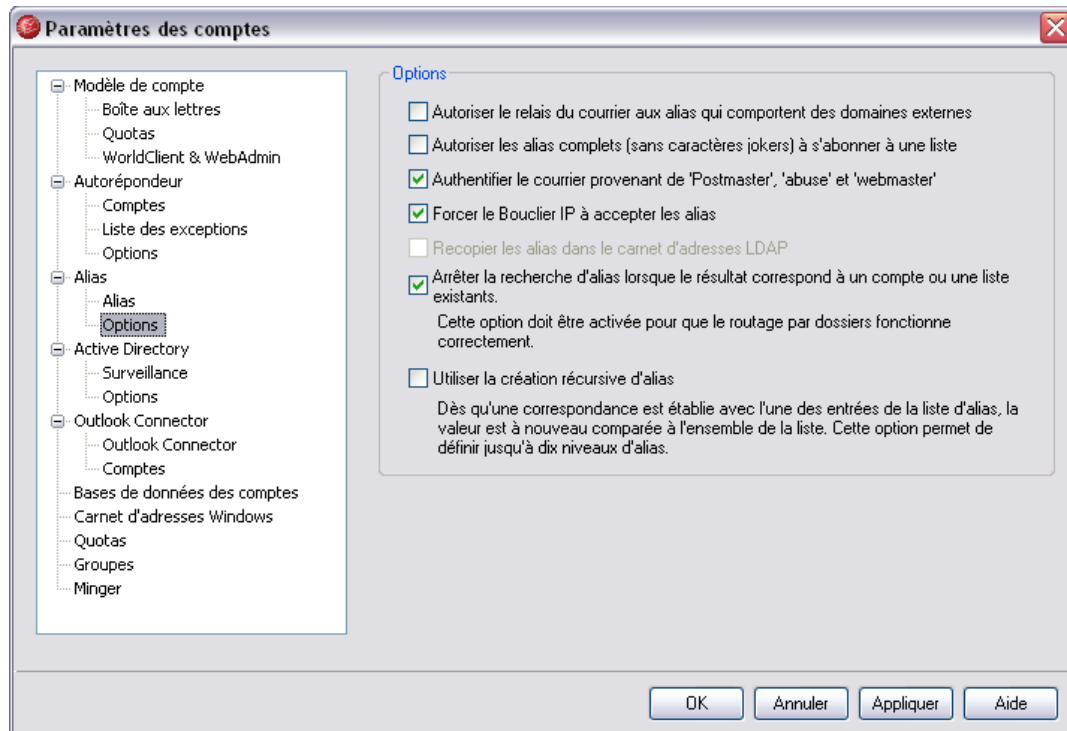 Paramètres des comptes
Modèle de compte
Boîte aux lettres
Quotas
WorldClient & WebAdmin
Autorépondeur
Comptes
Liste des exceptions
Options
Alias
Alias
Options
Active Directory
Surveillance
Options
Outlook Connector
Outlook Connector
Comptes
Bases de données des comptes
Carnet d'adresses Windows
Quotas
Groupes
Minger
Options
Autoriser le relais du courrier aux alias qui comportent des domaines externes
Autoriser les alias complets (sans caractères jokers) à s'abonner à une liste
Authentifier le courrier provenant de 'Postmaster', 'abuse' et 'webmaster'
Forcer le Bouclier IP à accepter les alias
Recopier les alias dans le carnet d'adresses LDAP
Arrêter la recherche d'alias lorsque le résultat correspond à un compte ou une liste
existants.
Cette option doit être activée pour que le routage par dossiers fonctionne
correctement.
Utiliser la création récursive d'alias
Dès qu'une correspondance est établie avec l'une des entrées de la liste d'alias, la
valeur est à nouveau comparée à l'ensemble de la liste. Cette option permet de
définir jusqu'à dix niveaux d'alias.
OK
Annuler
Appliquer
Aide